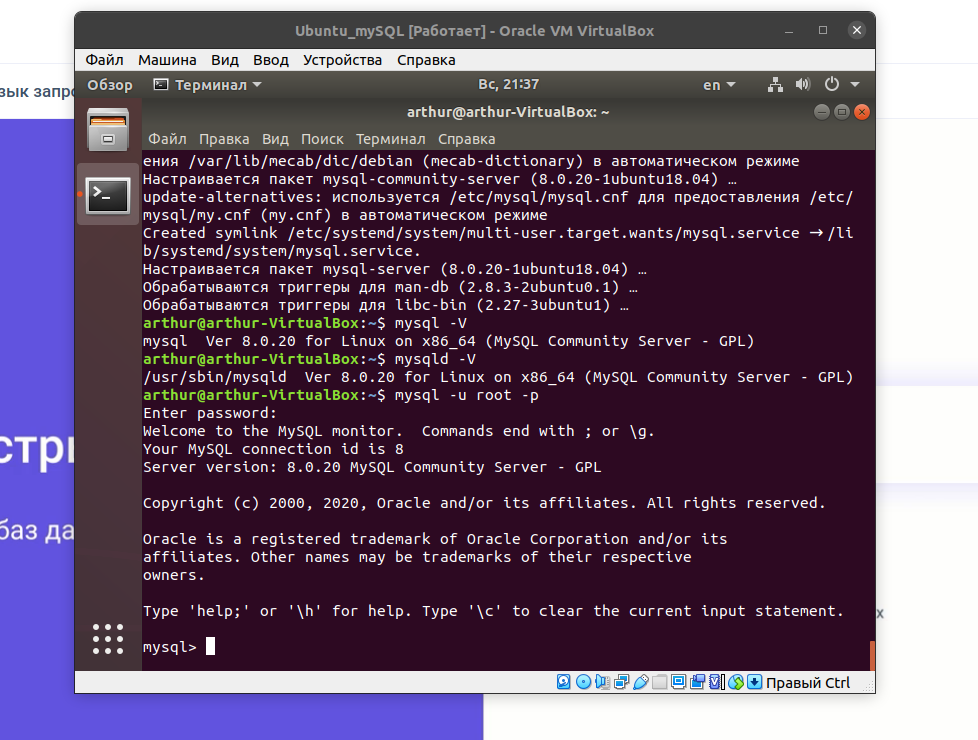 Ubuntu_mySQL [Работает] - Oracle VM VirtualBox
Файл Машина Вид Ввод Устройства Справка
Обзор Терминал Вс, 21:37 en
arthur@arthur-VirtualBox: ~
Файл Правка Вид Поиск Терминал Справка
ения /var/lib/mecab/dic/debian (mecab-dictionary) в автоматическом режиме
Настраивается пакет mysql-community-server (8.0.20-1ubuntu18.04) …
update-alternatives: используется /etc/mysql/mysql.cnf для предоставления /etc/
mysql/my.cnf (my.cnf) в автоматическом режиме
Created symlink /etc/systemd/system/multi-user.target.wants/mysql.service → /li
b/systemd/system/mysql.service.
Настраивается пакет mysql-server (8.0.20-1ubuntu18.04) …
Обрабатываются триггеры для man-db (2.8.3-2ubuntu0.1) …
Обрабатываются триггеры для libc-bin (2.27-3ubuntu1) …
arthur@arthur-VirtualBox:~$ mysql -V
mysql  Ver 8.0.20 for Linux on x86_64 (MySQL Community Server - GPL)
arthur@arthur-VirtualBox:~$ mysqld -V
/usr/sbin/mysqld  Ver 8.0.20 for Linux on x86_64 (MySQL Community Server - GPL)
arthur@arthur-VirtualBox:~$ mysql -u root -p
Enter password:
Welcome to the MySQL monitor.  Commands end with ; or \g.
Your MySQL connection id is 8
Server version: 8.0.20 MySQL Community Server - GPL
Copyright (c) 2000, 2020, Oracle and/or its affiliates. All rights reserved.
Oracle is a registered trademark of Oracle Corporation and/or its
affiliates. Other names may be trademarks of their respective
owners.
Type 'help;' or '\h' for help. Type '\c' to clear the current input statement.
mysql>
Правый Ctrl
зык запро
баз да